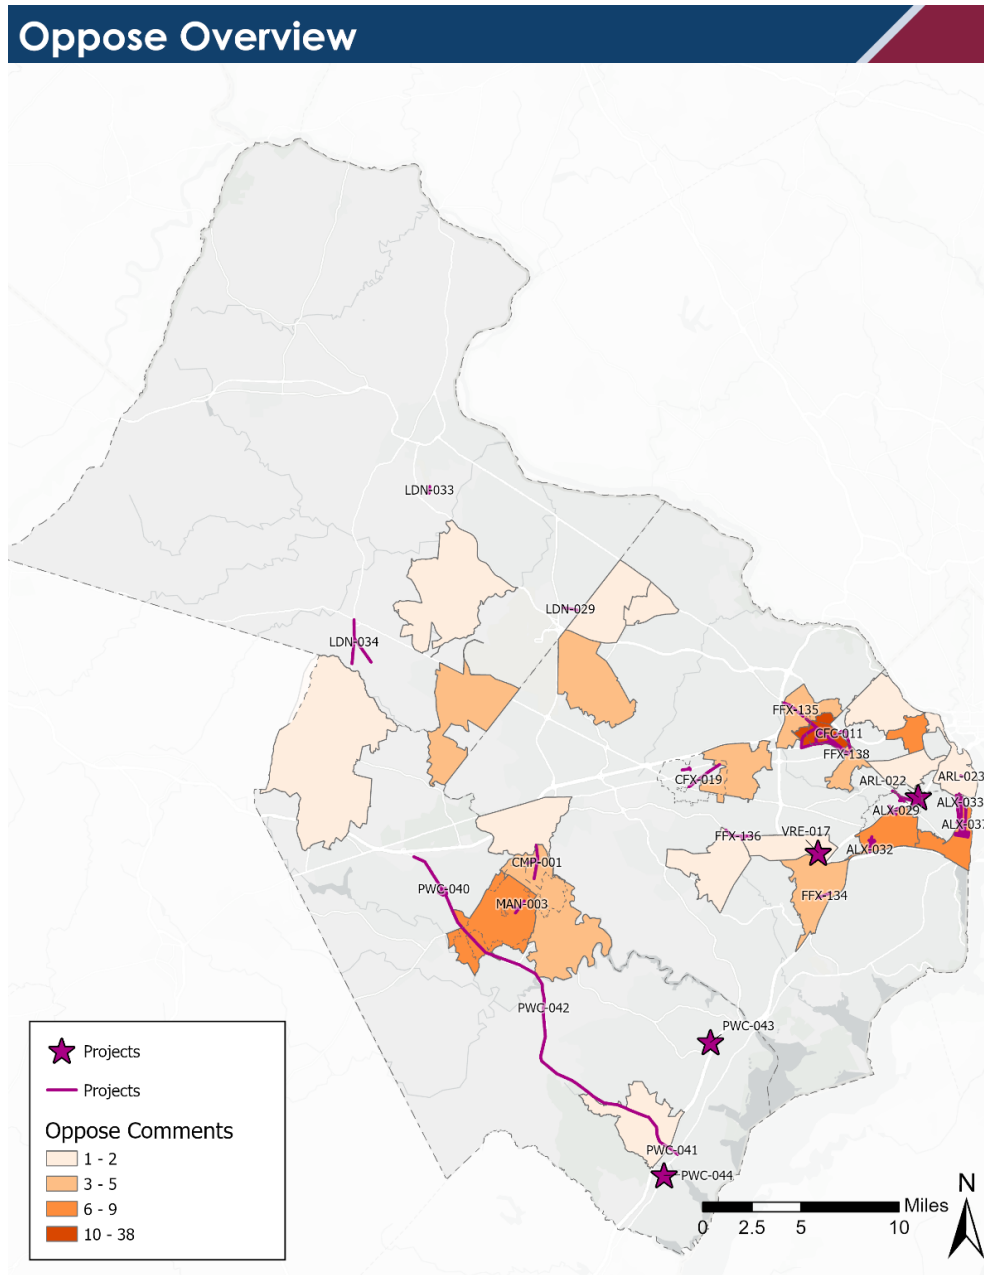 Oppose Overview
LDN-033
LDN-029
LDN-034
FFX-135
CFC-011
FFX-138
CFX-019
ARL-022
ARL-023
ALX-033
ALX-029
ALX-037
FFX-136
VRE-017
ALX-032
CMP-001
PWC-040
MAN-003
FFX-134
PWC-042
PWC-043
PWC-041
PWC-044
Projects
Projects
Oppose Comments
1 - 2
3 - 5
6 - 9
10 - 38
N
Miles
0 2.5 5 10